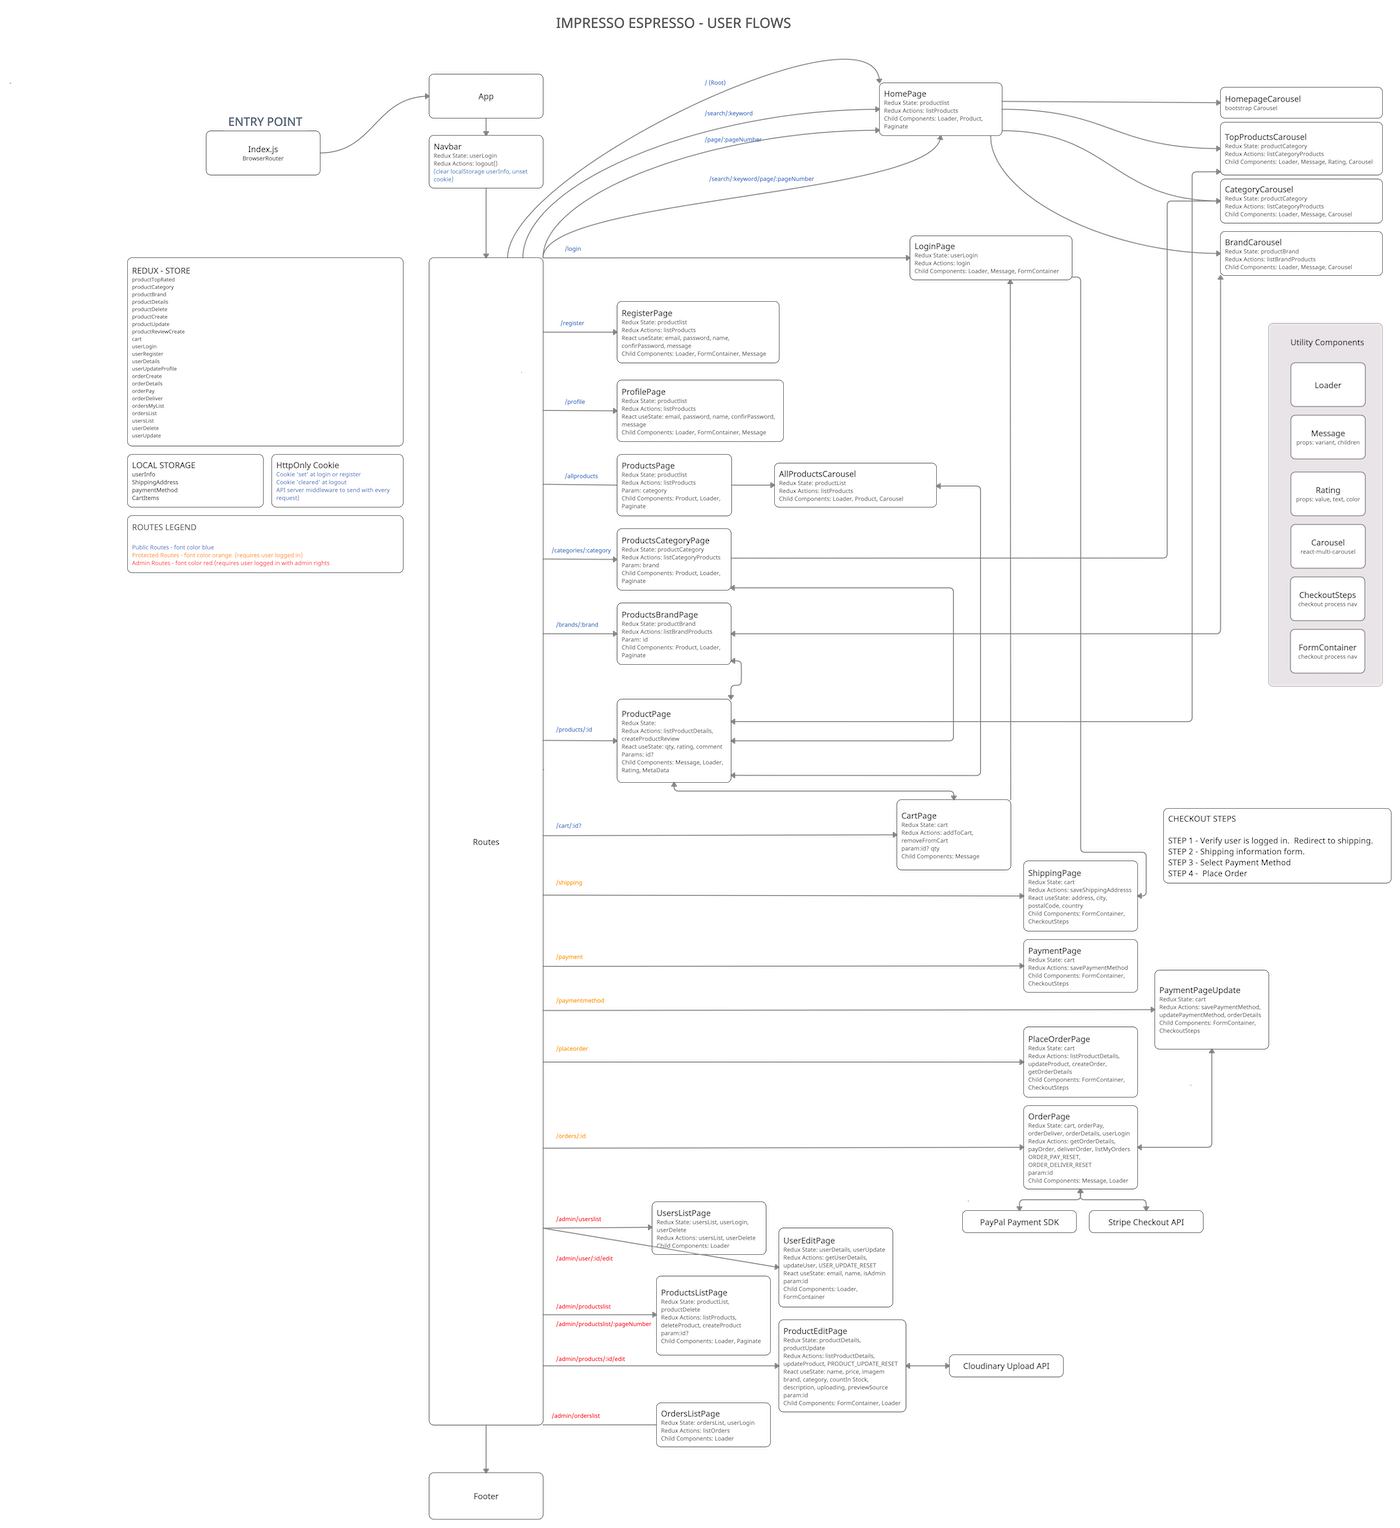 IMPRESSO ESPRESSO - USER FLOWS
ENTRY POINT
Index.js
BrowserRouter
App
Navbar
Redux State: userLogin
Redux Actions: logout()
(clear localStorage userInfo, unset
cookie)
/ (Root)
/search/:keyword
/page/:pageNumber
/search/:keyword/page/:pageNumber
/login
HomePage
Redux State: productlist
Redux Actions: listProducts
Child Components: Loader, Product,
Paginate
HomepageCarousel
bootstrap Carousel
TopProductsCarousel
Redux State: productCategory
Redux Actions: listCategoryProducts
Child Components: Loader, Message, Rating, Carousel
CategoryCarousel
Redux State: productCategory
Redux Actions: listCategoryProducts
Child Components: Loader, Message, Carousel
BrandCarousel
Redux State: productBrand
Redux Actions: listBrandProducts
Child Components: Loader, Message, Carousel
LoginPage
Redux State: userLogin
Redux Actions: login
Child Components: Loader, Message, FormContainer
REDUX - STORE
productTopRated
productCategory
productBrand
productDetails
productDelete
productCreate
productUpdate
productReviewCreate
cart
userLogin
userRegister
userDetails
userUpdateProfile
orderCreate
orderDetails
orderPay
orderDeliver
ordersMyList
ordersList
usersList
userDelete
userUpdate
LOCAL STORAGE
userInfo
ShippingAddress
paymentMethod
CartItems
HttpOnly Cookie
Cookie 'set' at login or register
Cookie 'cleared' at logout
API server middleware to send with every
request)
ROUTES LEGEND
Public Routes - font color blue
Protected Routes - font color orange (requires user logged in)
Admin Routes - font color red (requires user logged in with admin rights
Routes
/register
RegisterPage
Redux State: productlist
Redux Actions: listProducts
React useState: email, password, name,
confirPassword, message
Child Components: Loader, FormContainer, Message
/profile
ProfilePage
Redux State: productlist
Redux Actions: listProducts
React useState: email, password, name, confirPassword,
message
Child Components: Loader, FormContainer, Message
/allproducts
ProductsPage
Redux State: productlist
Redux Actions: listProducts
Param: category
Child Components: Product, Loader,
Paginate
AllProductsCarousel
Redux State: productList
Redux Actions: listProducts
Child Components: Loader, Product, Carousel
/categories/:category
ProductsCategoryPage
Redux State: productCategory
Redux Actions: listCategoryProducts
Param: brand
Child Components: Product, Loader,
Paginate
/brands/:brand
ProductsBrandPage
Redux State: productBrand
Redux Actions: listBrandProducts
Param: id
Child Components: Product, Loader,
Paginate
/products/:id
ProductPage
Redux State:
Redux Actions: listProductDetails,
createProductReview
React useState: qty, rating, comment
Params: id?
Child Components: Message, Loader,
Rating, MetaData
Utility Components
Loader
Message
props: variant, children
Rating
props: value, text, color
Carousel
react-multi-carousel
CheckoutSteps
checkout process nav
FormContainer
checkout process nav
/cart/:id?
CartPage
Redux State: cart
Redux Actions: addToCart,
removeFromCart
param:id? qty
Child Components: Message
CHECKOUT STEPS
STEP 1 - Verify user is logged in.  Redirect to shipping.
STEP 2 - Shipping information form.
STEP 3 - Select Payment Method
STEP 4 -  Place Order
/shipping
ShippingPage
Redux State: cart
Redux Actions: saveShippingAddresss
React useState: address, city,
postalCode, country
Child Components: FormContainer,
CheckoutSteps
/payment
PaymentPage
Redux State: cart
Redux Actions: savePaymentMethod
Child Components: FormContainer,
CheckoutSteps
/paymentmethod
PaymentPageUpdate
Redux State: cart
Redux Actions: savePaymentMethod,
updatePaymentMethod, orderDetails
Child Components: FormContainer,
CheckoutSteps
/placeorder
PlaceOrderPage
Redux State: cart
Redux Actions: listProductDetails,
updateProduct, createOrder,
getOrderDetails
Child Components: FormContainer,
CheckoutSteps
/orders/:id
OrderPage
Redux State: cart, orderPay,
orderDeliver, orderDetails, userLogin
Redux Actions: getOrderDetails,
payOrder, deliverOrder, listMyOrders
ORDER_PAY_RESET,
ORDER_DELIVER_RESET
param:id
Child Components: Message, Loader
PayPal Payment SDK
Stripe Checkout API
/admin/userslist
UsersListPage
Redux State: usersList, userLogin,
userDelete
Redux Actions: usersList, userDelete
Child Components: Loader
/admin/user/:id/edit
UserEditPage
Redux State: userDetails, userUpdate
Redux Actions: getUserDetails,
updateUser, USER_UPDATE_RESET
React useState: email, name, isAdmin
param:id
Child Components: Loader,
FormContainer
/admin/productslist
/admin/productslist/:pageNumber
ProductsListPage
Redux State: productList,
productDelete
Redux Actions: listProducts,
deleteProduct, createProduct
param:id?
Child Components: Loader, Paginate
/admin/products/:id/edit
ProductEditPage
Redux State: productDetails,
productUpdate
Redux Actions: listProductDetails,
updateProduct, PRODUCT_UPDATE_RESET
React useState: name, price, imagem
brand, category, countIn Stock,
description, uploading, previewSource
param:id
Child Components: FormContainer, Loader
Cloudinary Upload API
/admin/orderslist
OrdersListPage
Redux State: ordersList, userLogin
Redux Actions: listOrders
Child Components: Loader
Footer